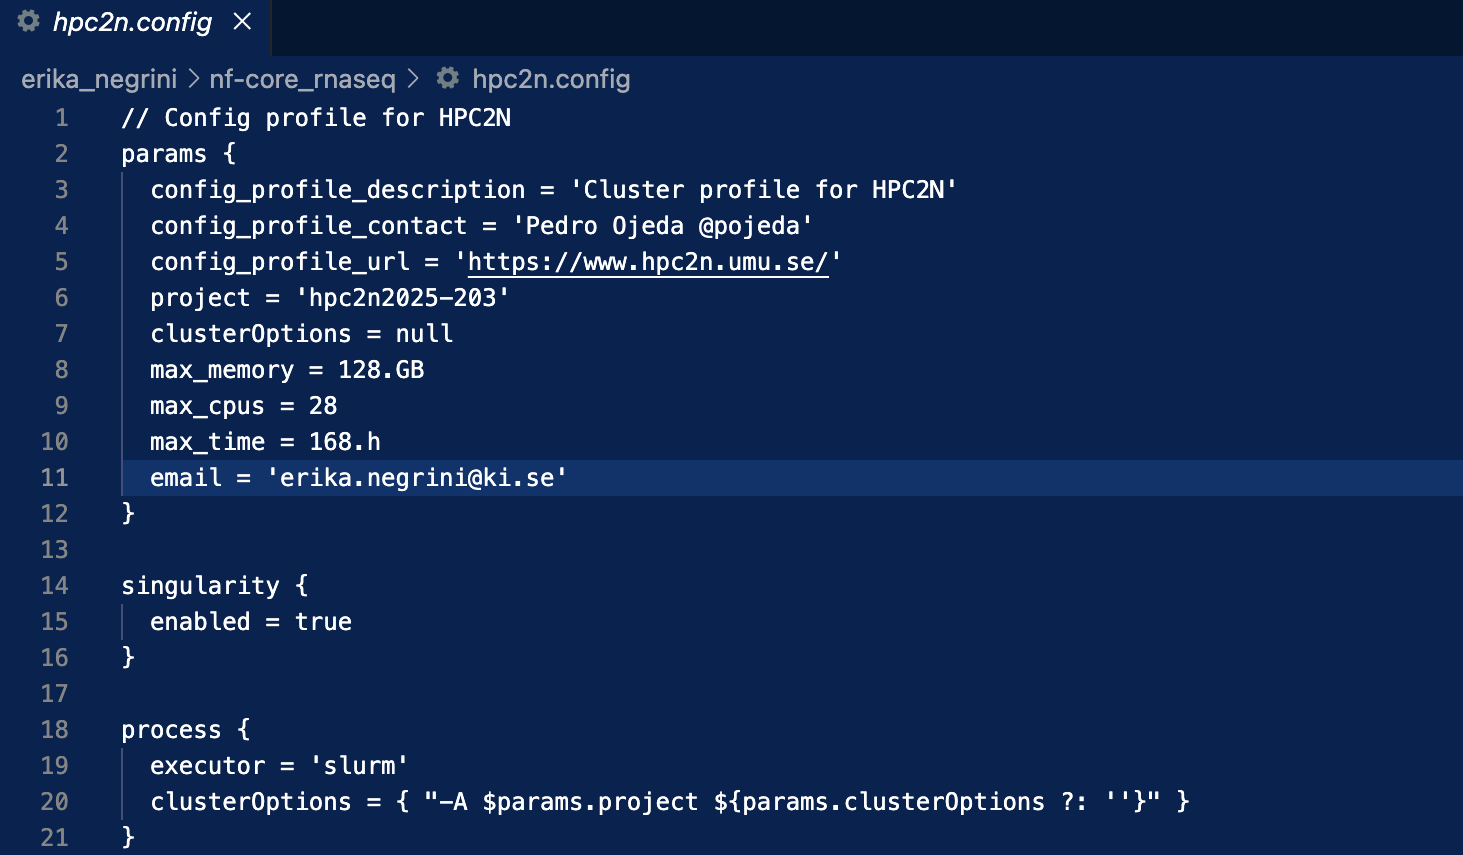 hpc2n.config
erika_negrini > nf-core_rnaseq > hpc2n.config
1 // Config profile for HPC2N
2 params {
3 config_profile_description = 'Cluster profile for HPC2N'
4 config_profile_contact = 'Pedro Ojeda @pojeda'
5 config_profile_url = 'https://www.hpc2n.umu.se/'
6 project = 'hpc2n2025-203'
7 clusterOptions = null
8 max_memory = 128.GB
9 max_cpus = 28
10 max_time = 168.h
11 email = 'erika.negrini@ki.se'
12 }
13
14 singularity {
15 enabled = true
16 }
17
18 process {
19 executor = 'slurm'
20 clusterOptions = { "-A $params.project ${params.clusterOptions ?: ''}" }
21 }